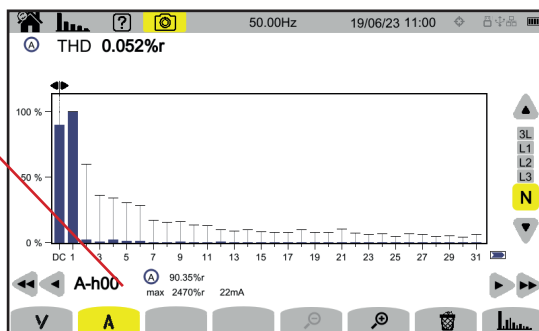 ? 50.00Hz 19/06/23 11:00
A THD 0.052%r
100 %
50 %
0 %
3L
L1
L2
L3
N
DC 1 3 5 7 9 11 13 15 17 19 21 23 25 27 29 31
A-h00 A 90.35%r
max 2470%r 22mA
V A